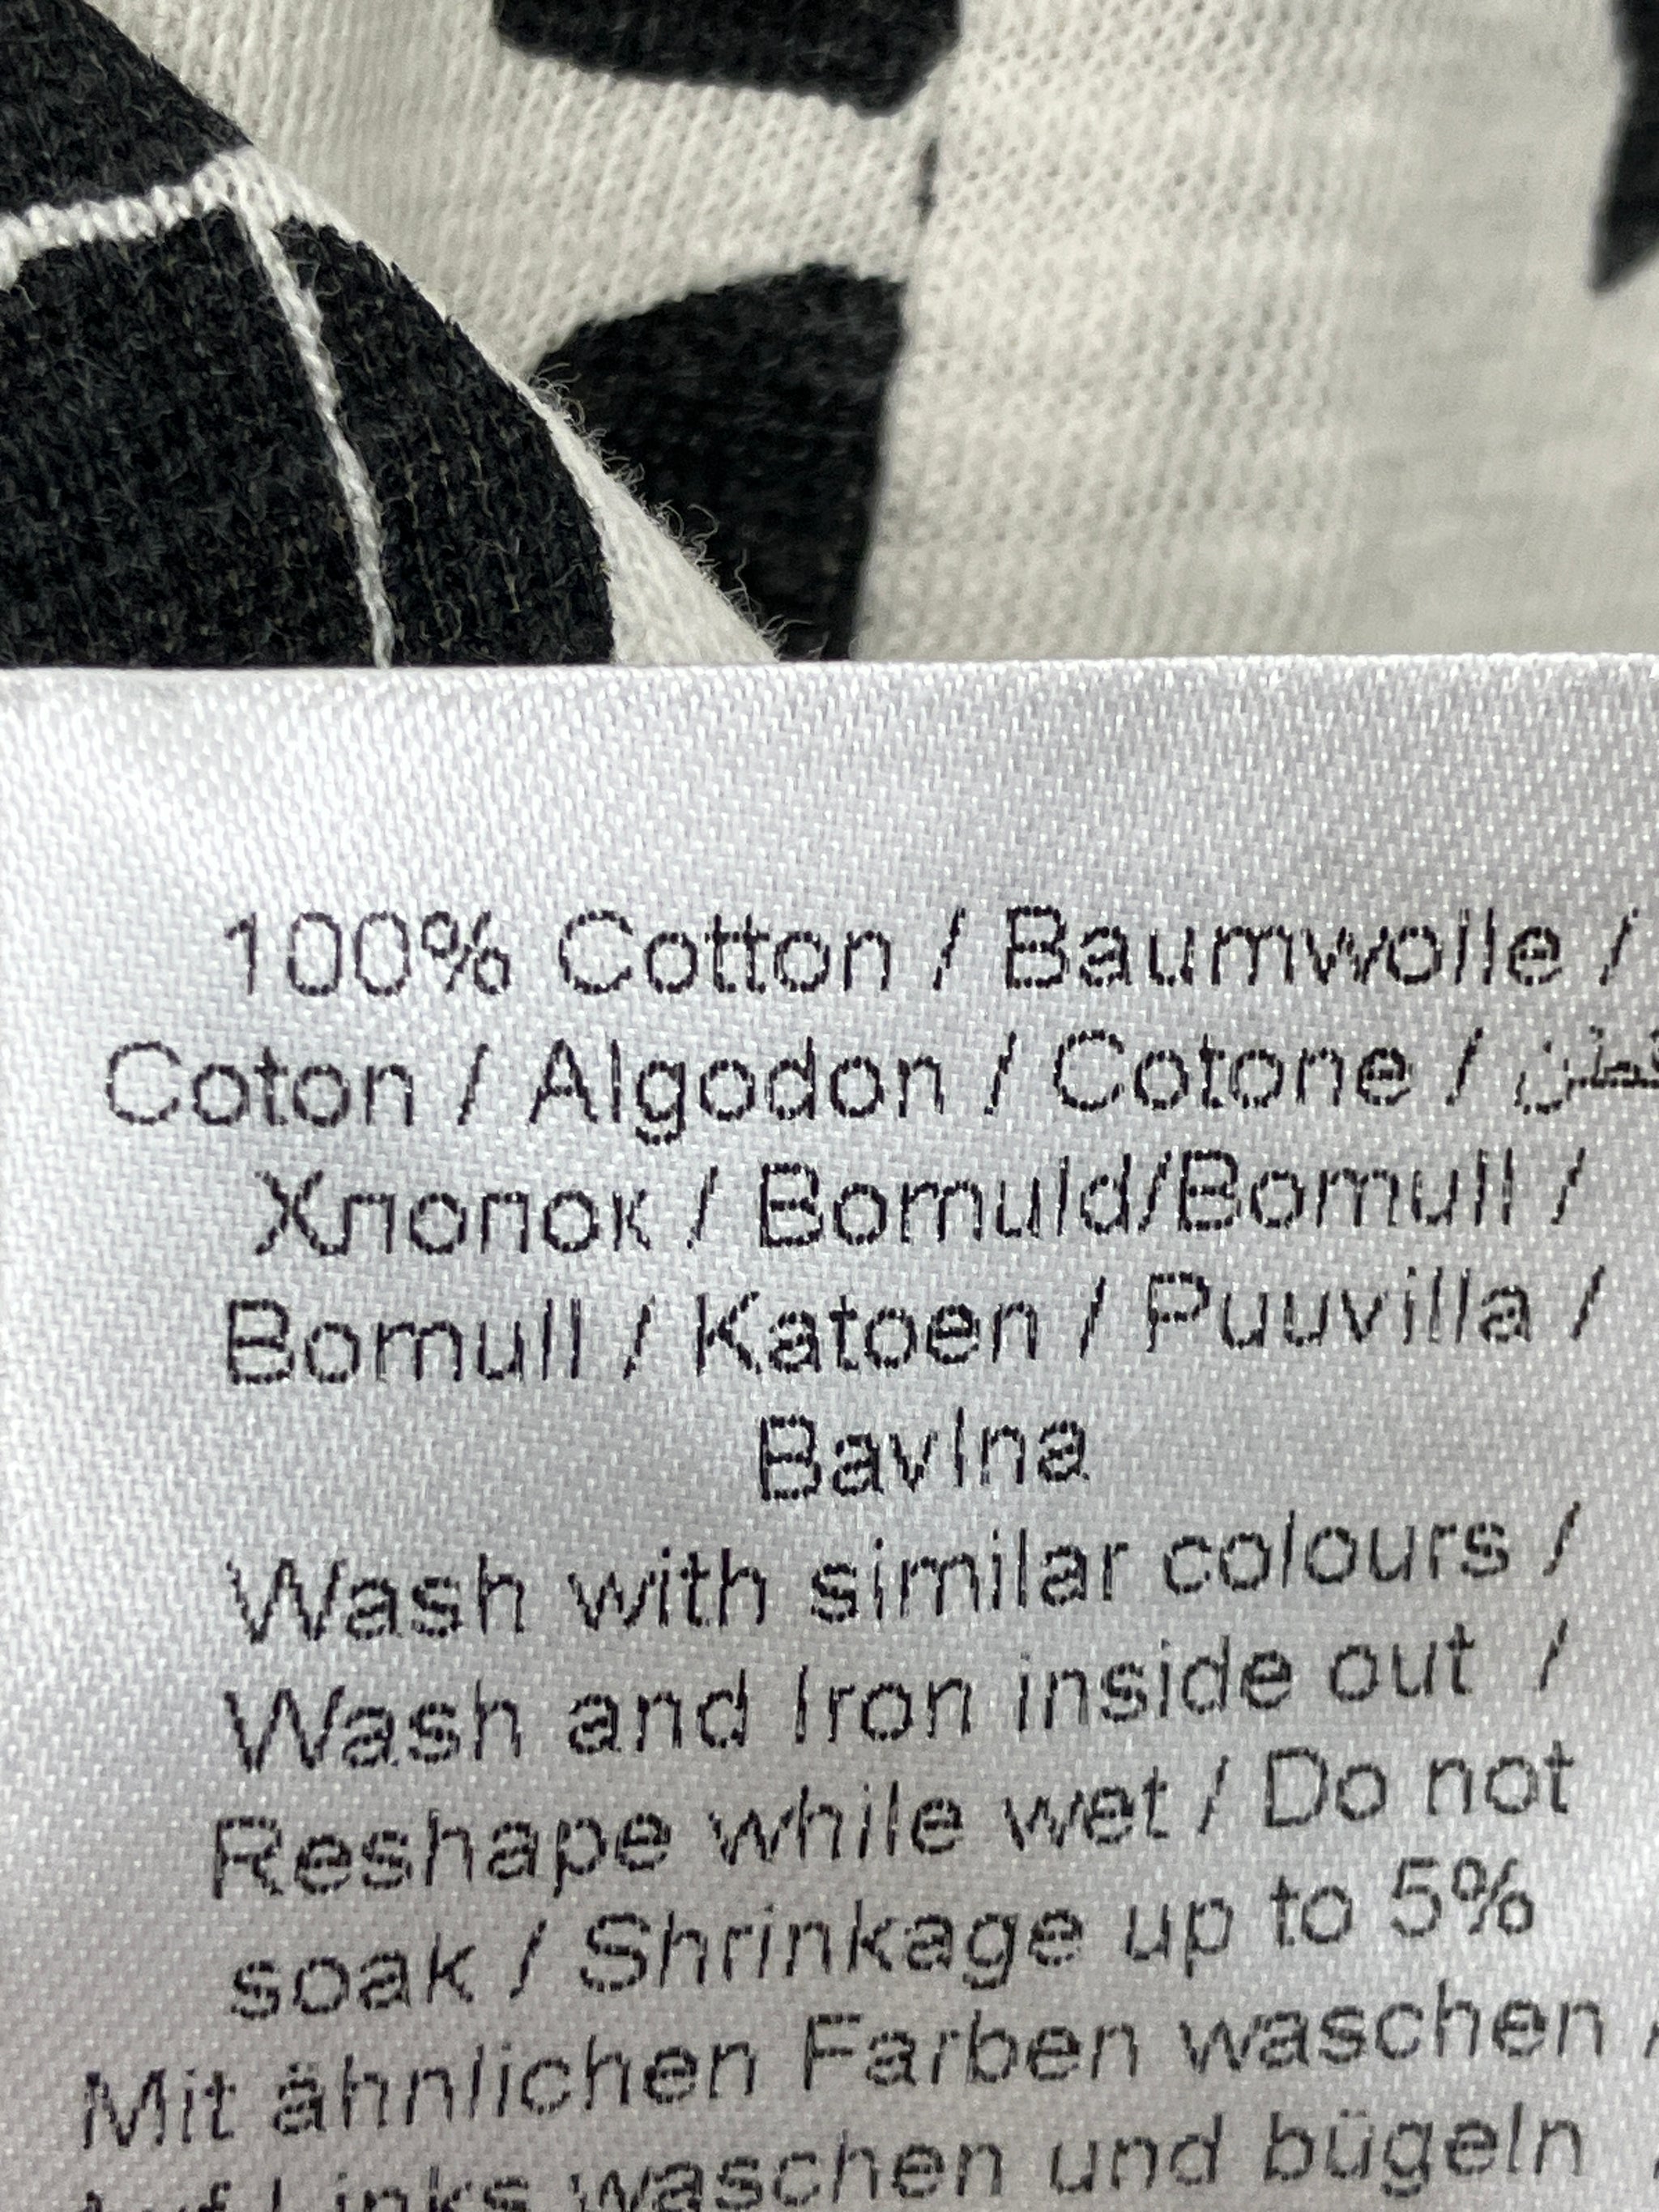 100% Cotton / Baumwolle /
Coton / Algodon / Cotone / قطن
Хлопок / Bomuld/Bomull /
Bomull / Katoen / Puuvilla /
Bavlna
Wash with similar colours /
Wash and Iron inside out /
Reshape while wet / Do not
soak / Shrinkage up to 5%
Mit ähnlichen Farben waschen /
Links waschen und bügeln